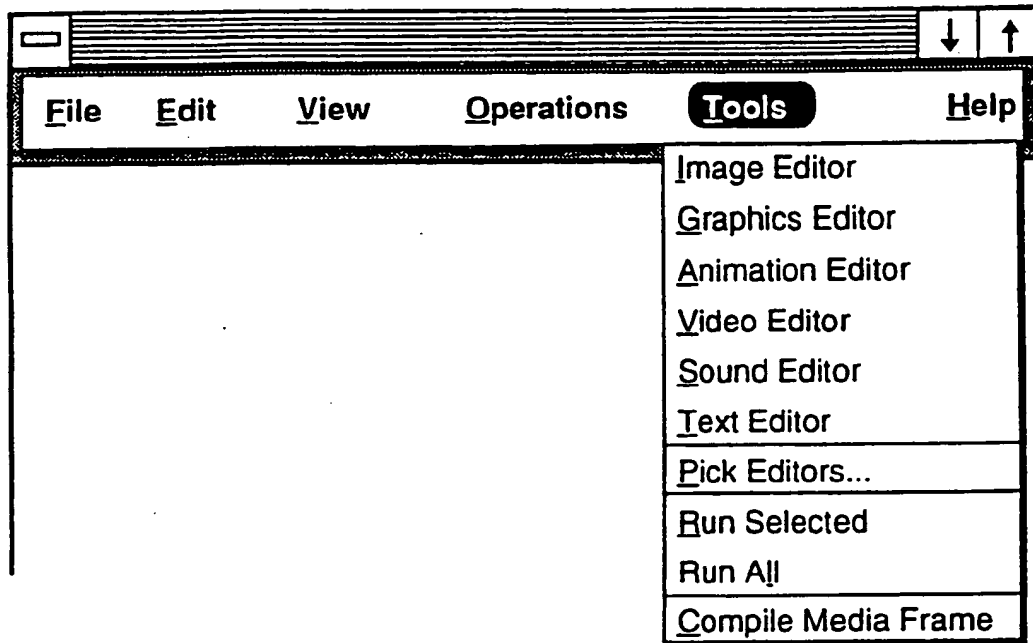 File Edit View Operations Tools Help
Image Editor
Graphics Editor
Animation Editor
Video Editor
Sound Editor
Text Editor
Pick Editors...
Run Selected
Run All
Compile Media Frame